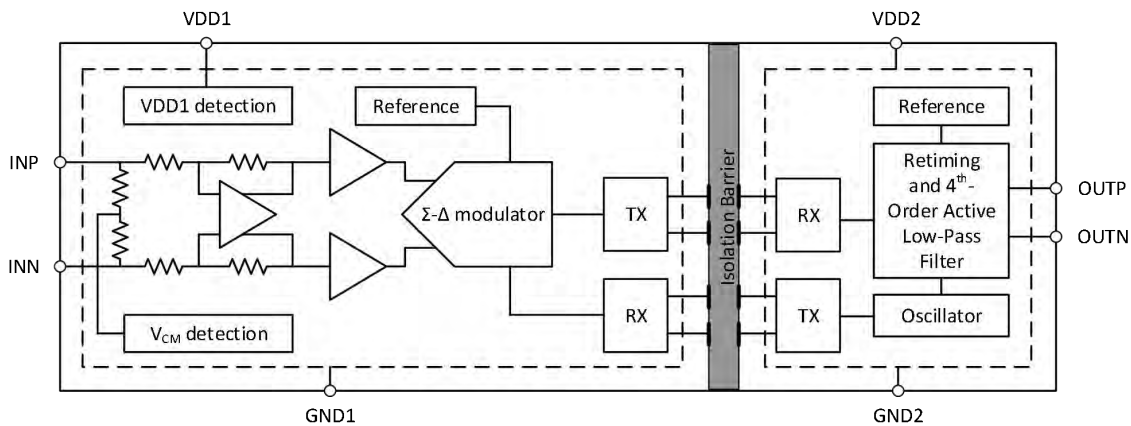 VDD1
VDD2
VDD1 detection
Reference
Reference
INP
INN
Σ-Δ modulator
TX
RX
Isolation Barrier
RX
TX
Retiming
and 4th-
Order Active
Low-Pass
Filter
Oscillator
OUTP
OUTN
VCM detection
GND1
GND2